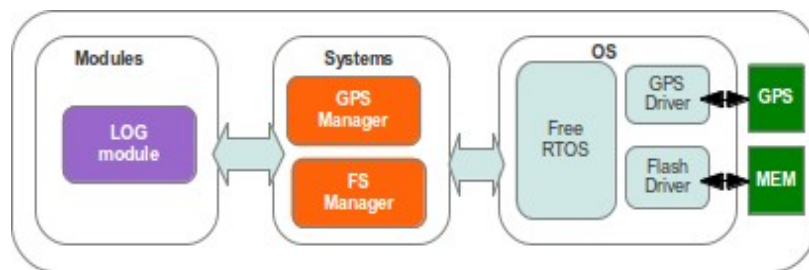 Modules
LOG
module
Systems
GPS
Manager
FS
Manager
OS
Free
RTOS
GPS
Driver
Flash
Driver
GPS
MEM